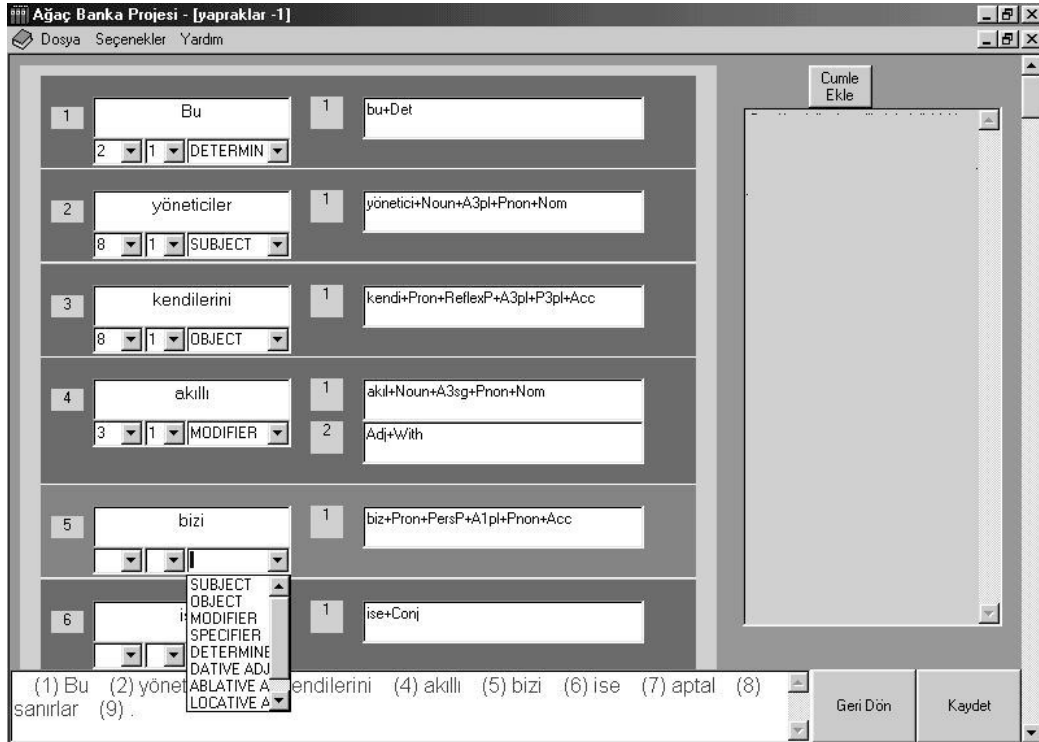 Ağaç Banka Projesi - [yapraklar -1]
Dosya Seçenekler Yardım
Cumle
Ekle
1 Bu 1 bu+Det
2 1 DETERMIN
2 yöneticiler 1 yönetici+Noun+A3pl+Pnon+Nom
8 1 SUBJECT
3 kendilerini 1 kendi+Pron+ReflexP+A3pl+P3pl+Acc
8 1 OBJECT
4 akıllı 1 akıl+Noun+A3sg+Pnon+Nom
3 1 MODIFIER 2 Adj+With
5 bizi 1 biz+Pron+PersP+A1pl+Pnon+Acc
SUBJECT
OBJECT
MODIFIER
SPECIFIER
DETERMINE
DATIVE ADJ
ABLATIVE A
LOCATIVE A
6 1 ise+Conj
(1) Bu (2) yönet endilerini (4) akıllı (5) bizi (6) ise (7) aptal (8)
sanırlar (9) .
Geri Dön Kaydet